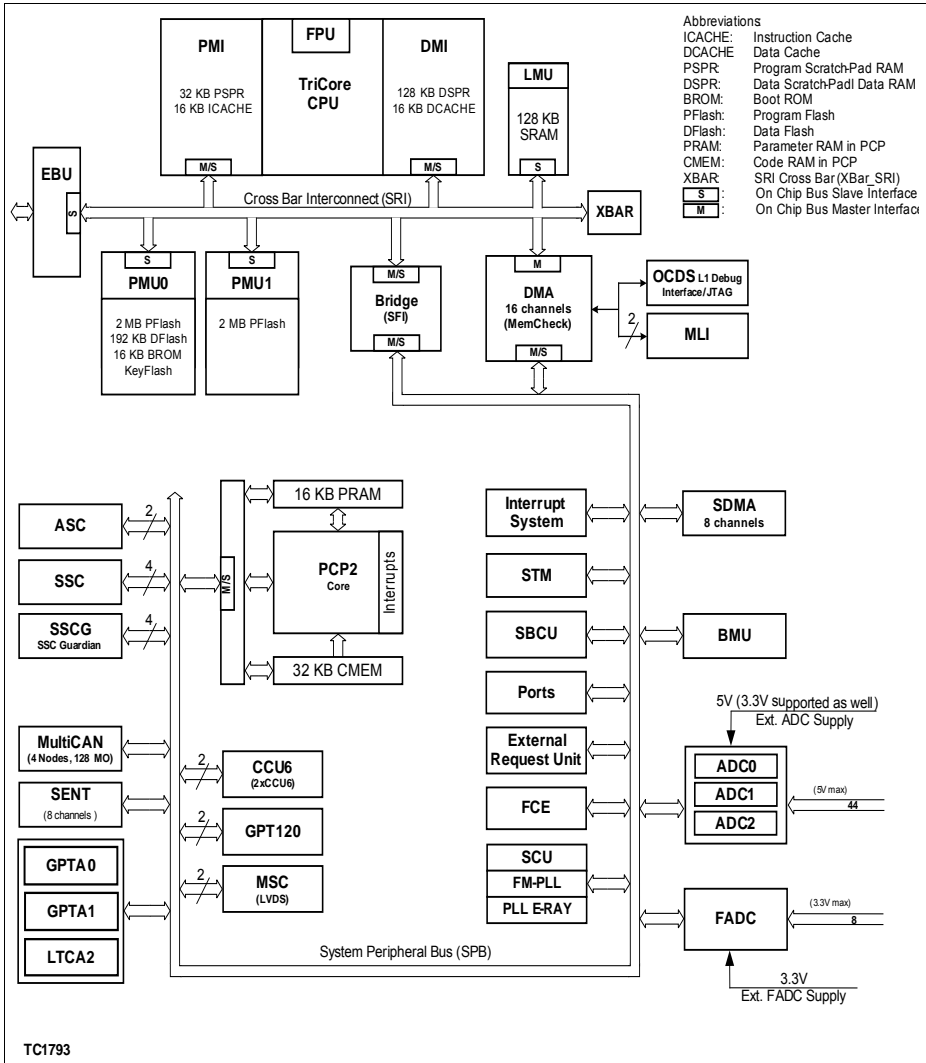 Abbreviations:
ICACHE: Instruction Cache
DCACHE Data Cache
PSPR: Program Scratch-Pad RAM
DSPR: Data Scratch-Padl Data RAM
BROM: Boot ROM
PFlash: Program Flash
DFlash: Data Flash
PRAM: Parameter RAM in PCP
CMEM: Code RAM in PCP
XBAR: SRI Cross Bar (XBar_SRI)
S : On Chip Bus Slave Interface
M : On Chip Bus Master Interface
PMI
32 KB PSPR
16 KB ICACHE
M/S
FPU
TriCore
CPU
DMI
128 KB DSPR
16 KB DCACHE
M/S
LMU
128 KB
SRAM
S
EBU
S
Cross Bar Interconnect (SRI)
XBAR
S
PMU0
2 MB PFlash
192 KB DFlash
16 KB BROM
KeyFlash
S
PMU1
2 MB PFlash
M/S
Bridge
(SFI)
M/S
M
DMA
16 channels
(MemCheck)
M/S
OCDS L1 Debug
Interface/JTAG
2
MLI
ASC
2
SSC
4
SSCG
SSC Guardian
4
M/S
16 KB PRAM
PCP2
Core
Interrupts
32 KB CMEM
Interrupt
System
SDMA
8 channels
STM
SBCU
BMU
Ports
External
Request Unit
FCE
SCU
FM-PLL
PLL E-RAY
MultiCAN
(4 Nodes, 128 MO)
SENT
(8 channels )
GPTA0
GPTA1
LTCA2
2
CCU6
(2xCCU6)
2
GPT120
2
MSC
(LVDS)
5V (3.3V supported as well)
Ext. ADC Supply
ADC0
ADC1
ADC2
(5V max)
44
FADC
(3.3V max)
8
3.3V
Ext. FADC Supply
System Peripheral Bus (SPB)
TC1793